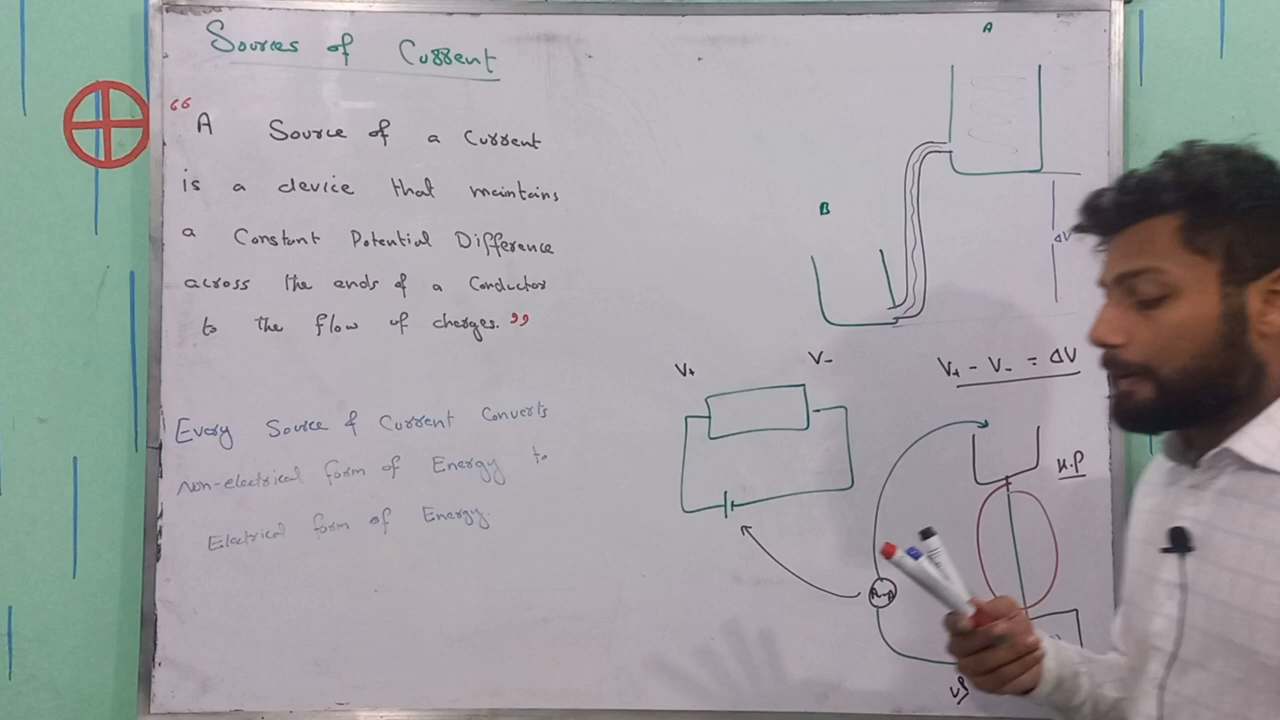 Sources of Current
“ A Source of a Current
is a device that maintains
a Constant Potential Difference
across the ends of a Conductor
to the flow of charges. ”
Every Source of Current Converts
non-electrical form of Energy to
Electrical form of Energy.
A
B
ΔV
V+ V-
V+ - V- = ΔV
H.P
Pump
L.P